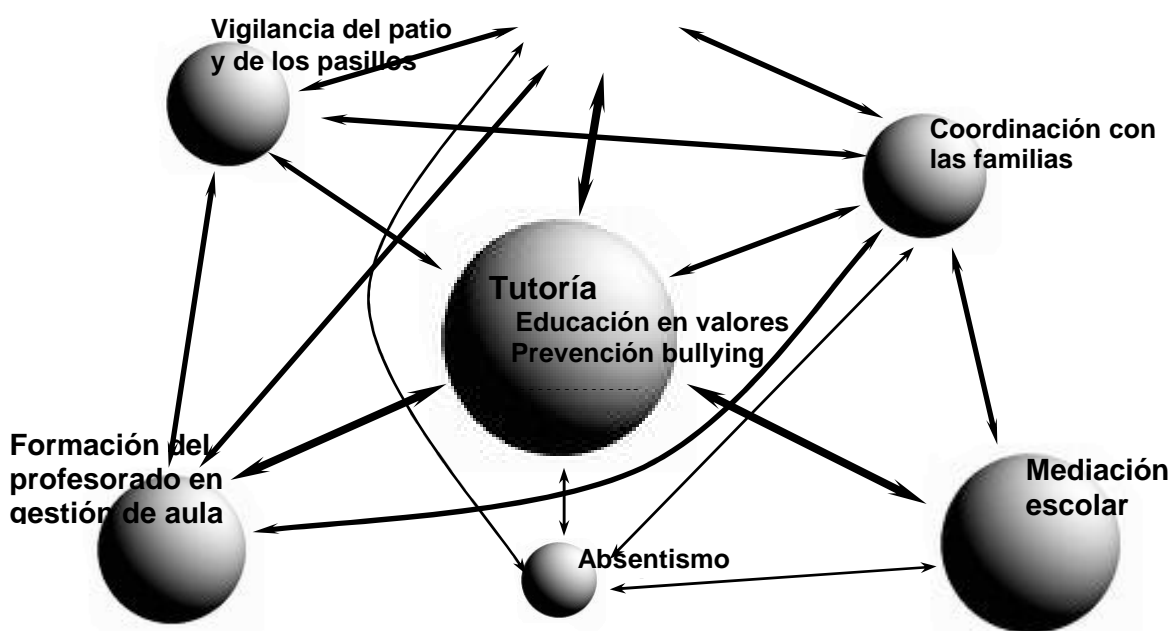 Vigilancia del patio
y de los pasillos
Coordinación con
las familias
Tutoría
Educación en valores
Prevención bullying
Formación del
profesorado en
gestión de aula
Mediación
escolar
Absentismo